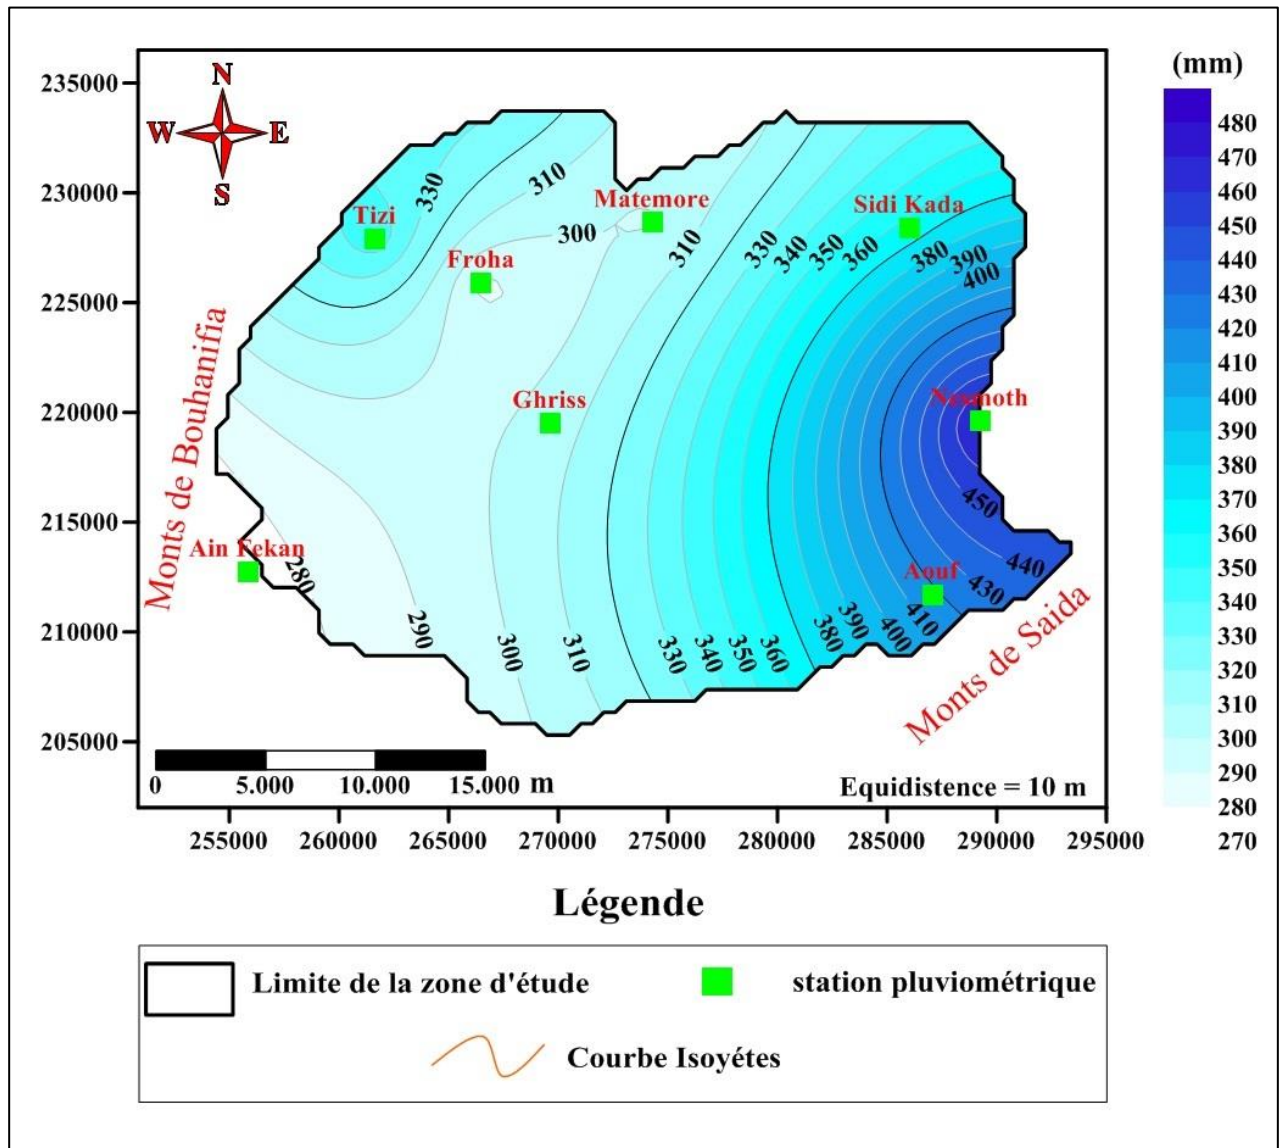 (mm)
235000
230000
225000
220000
215000
210000
205000
N
W E
S
330
310
300
310
330
340
350
360
380
390
400
Tizi
Froha
Matemore
Sidi Kada
Ghriss
Nesmoth
Ain Fekan
Aouf
Monts de Bouhanifia
Monts de Saida
280
290
300
310
330
340
350
360
380
390
400
410
430
440
450
0 5.000 10.000 15.000 m
Equidistence = 10 m
255000 260000 265000 270000 275000 280000 285000 290000 295000
480
470
460
450
440
430
420
410
400
390
380
370
360
350
340
330
320
310
300
290
280
270
Légende
Limite de la zone d'étude
station pluviométrique
Courbe Isoyétes